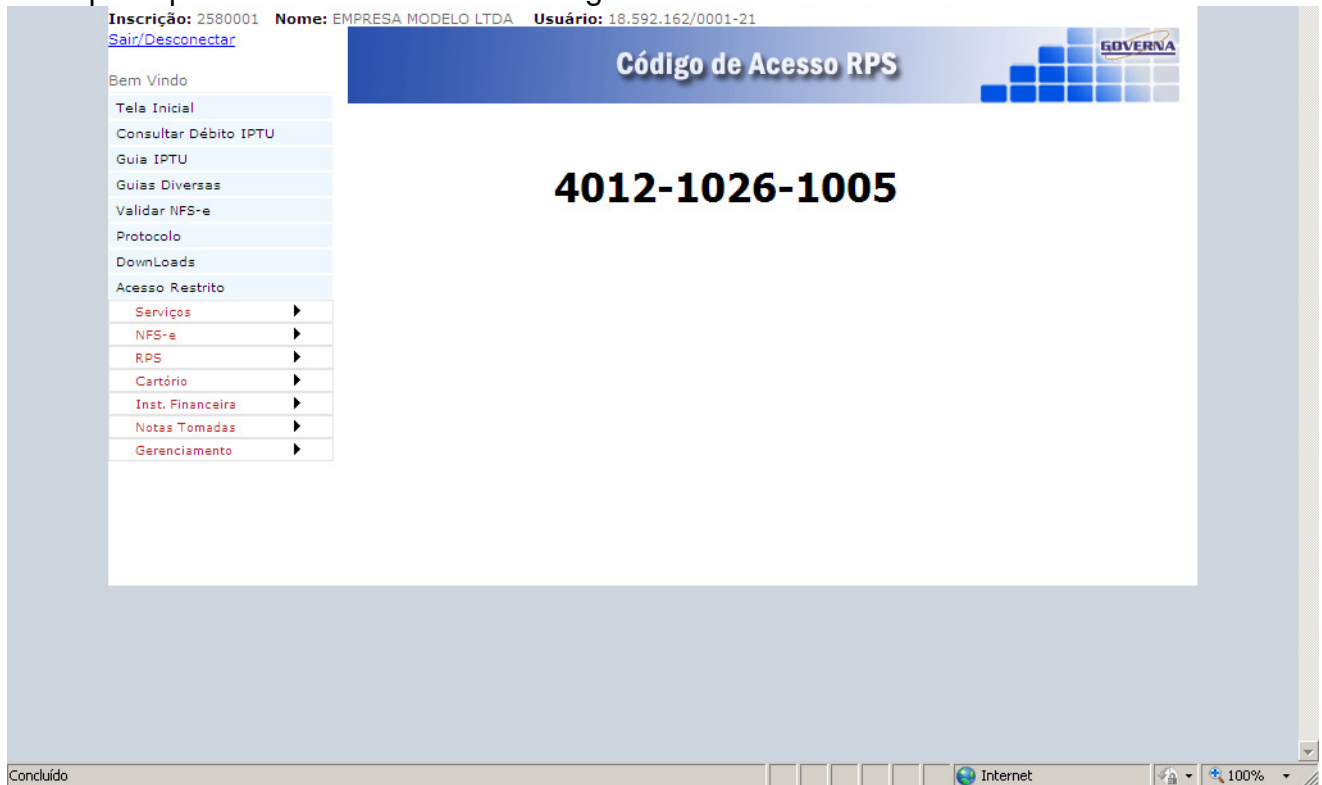 Inscrição: 2580001 Nome: EMPRESA MODELO LTDA Usuário: 18.592.162/0001-21
Sair/Desconectar
Bem Vindo
Tela Inicial
Consultar Débito IPTU
Guia IPTU
Guias Diversas
Validar NFS-e
Protocolo
DownLoads
Acesso Restrito
Serviços
NFS-e
RPS
Cartório
Inst. Financeira
Notas Tomadas
Gerenciamento
Código de Acesso RPS
GOVERNA
4012-1026-1005
Concluído
Internet
100%